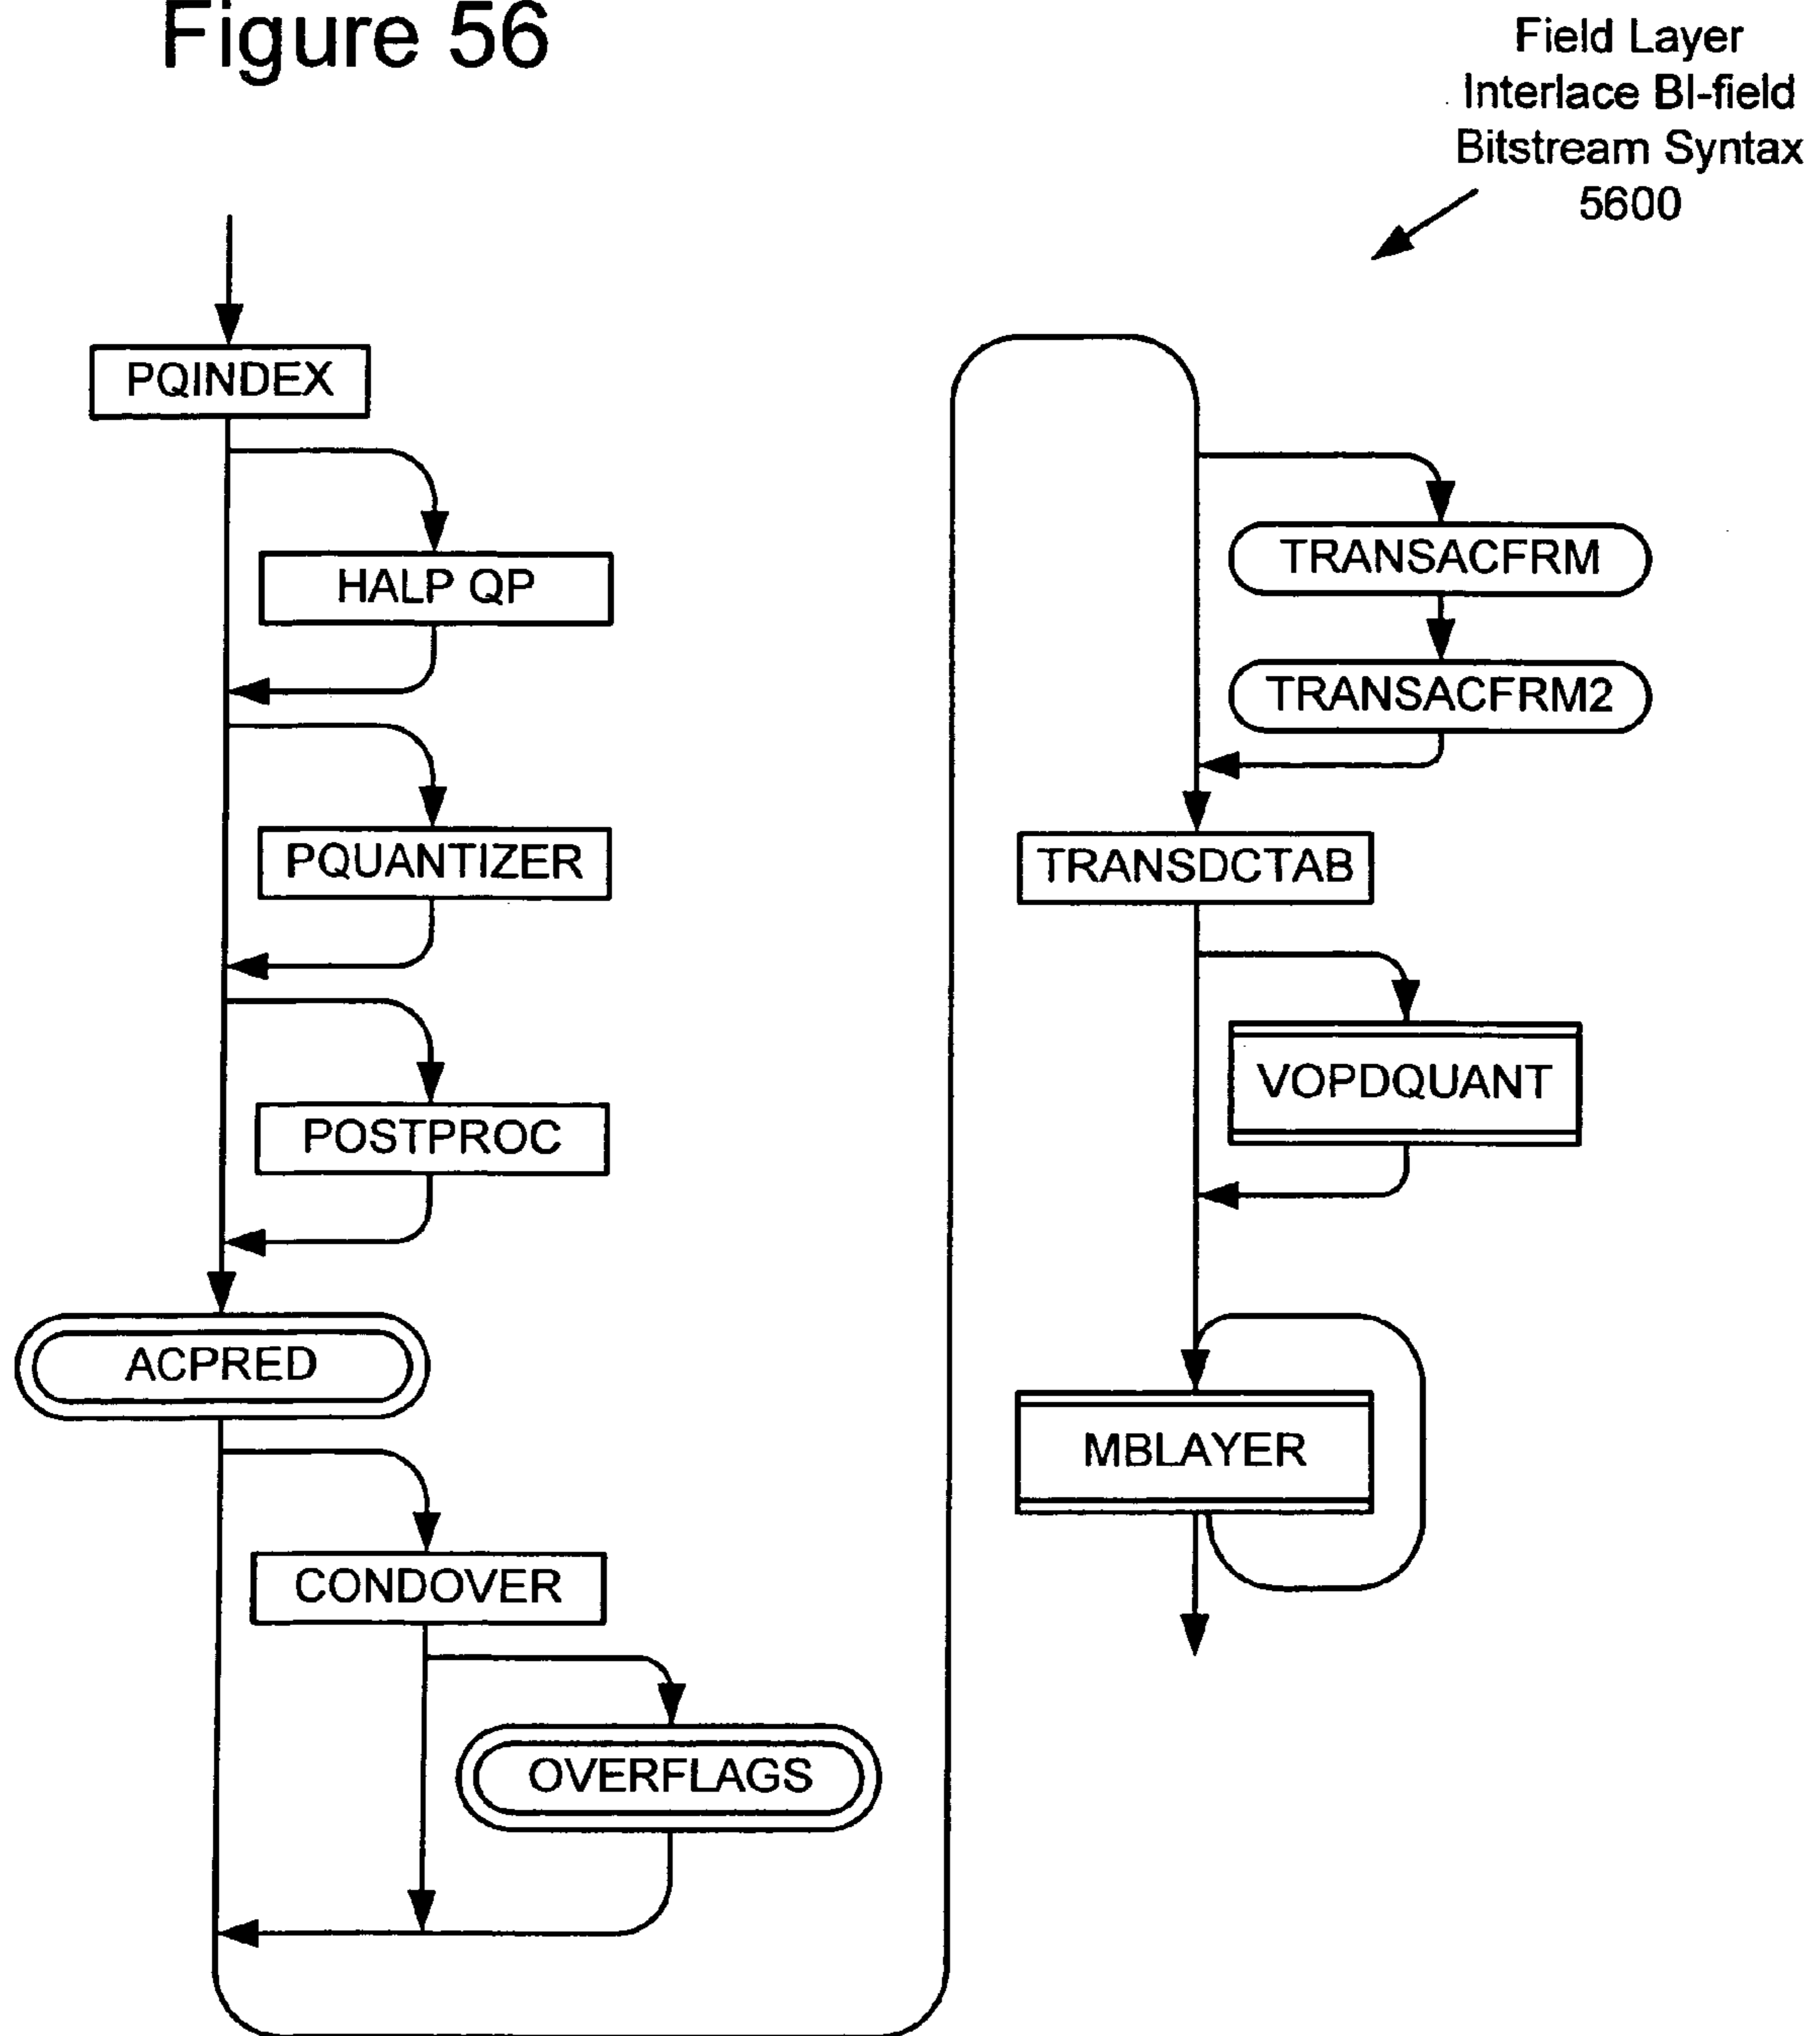 Figure 56
Field Layer
Interlace BI-field
Bitstream Syntax
5600
PQINDEX
HALP QP
PQUANTIZER
POSTPROC
ACPRED
CONDOVER
OVERFLAGS
TRANSACFRM
TRANSACFRM2
TRANSDCTAB
VOPDQUANT
MBLAYER